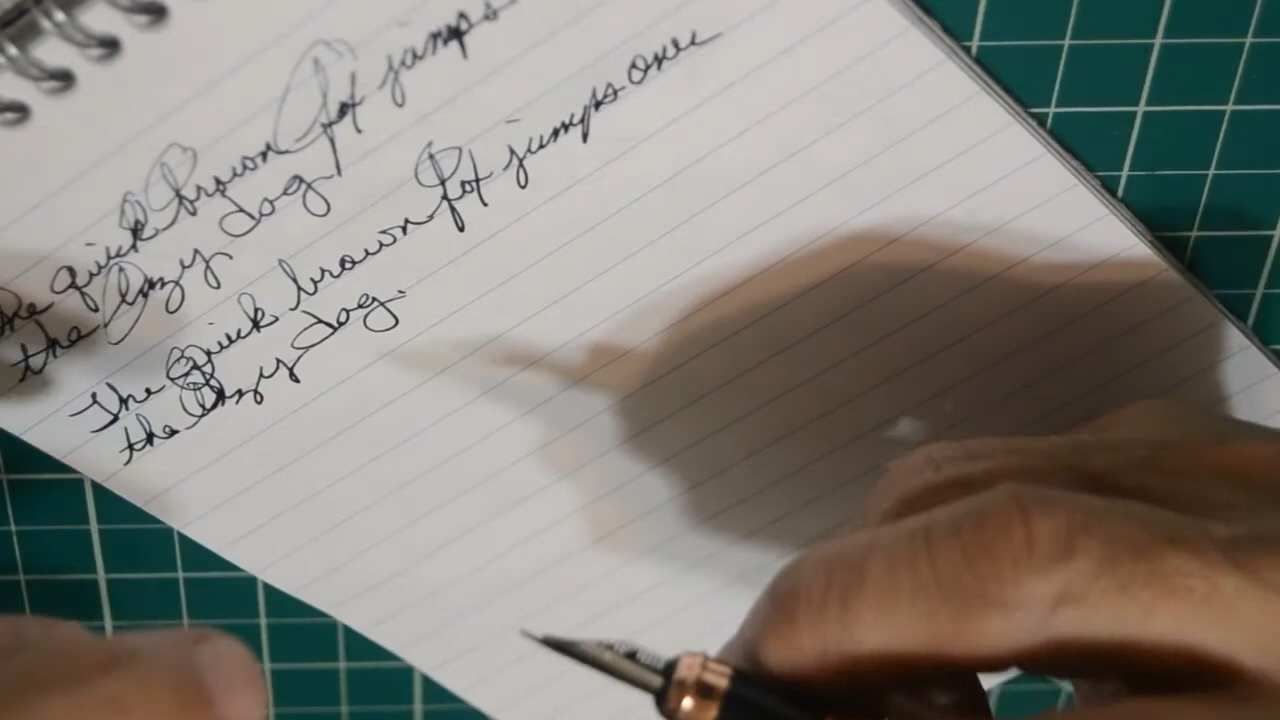 The quick brown fox jumps
the lazy dog
The quick brown fox jumps over
the lazy dog.